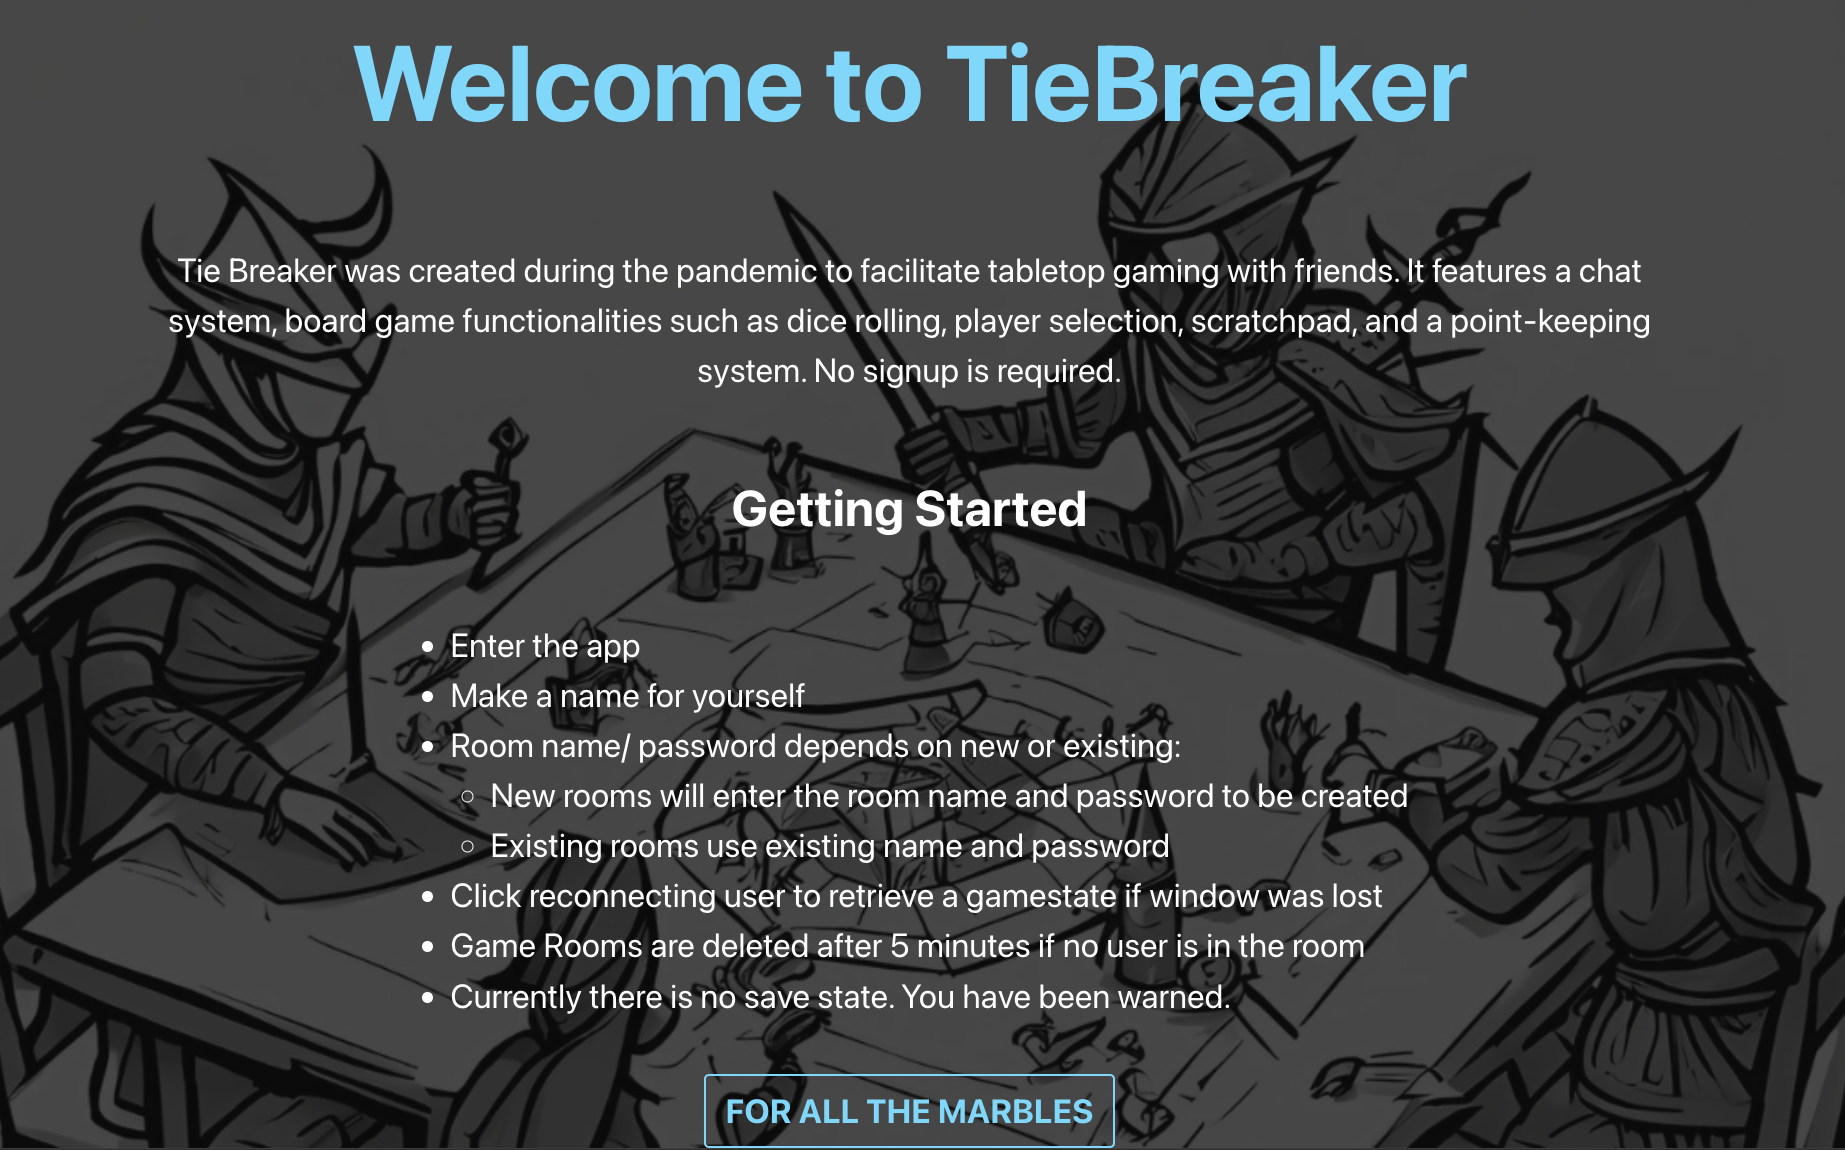 Welcome to TieBreaker
Tie Breaker was created during the pandemic to facilitate tabletop gaming with friends. It features a chat
system, board game functionalities such as dice rolling, player selection, scratchpad, and a point-keeping
system. No signup is required.
Getting Started
• Enter the app
• Make a name for yourself
• Room name/ password depends on new or existing:
◦ New rooms will enter the room name and password to be created
◦ Existing rooms use existing name and password
• Click reconnecting user to retrieve a gamestate if window was lost
• Game Rooms are deleted after 5 minutes if no user is in the room
• Currently there is no save state. You have been warned.
FOR ALL THE MARBLES